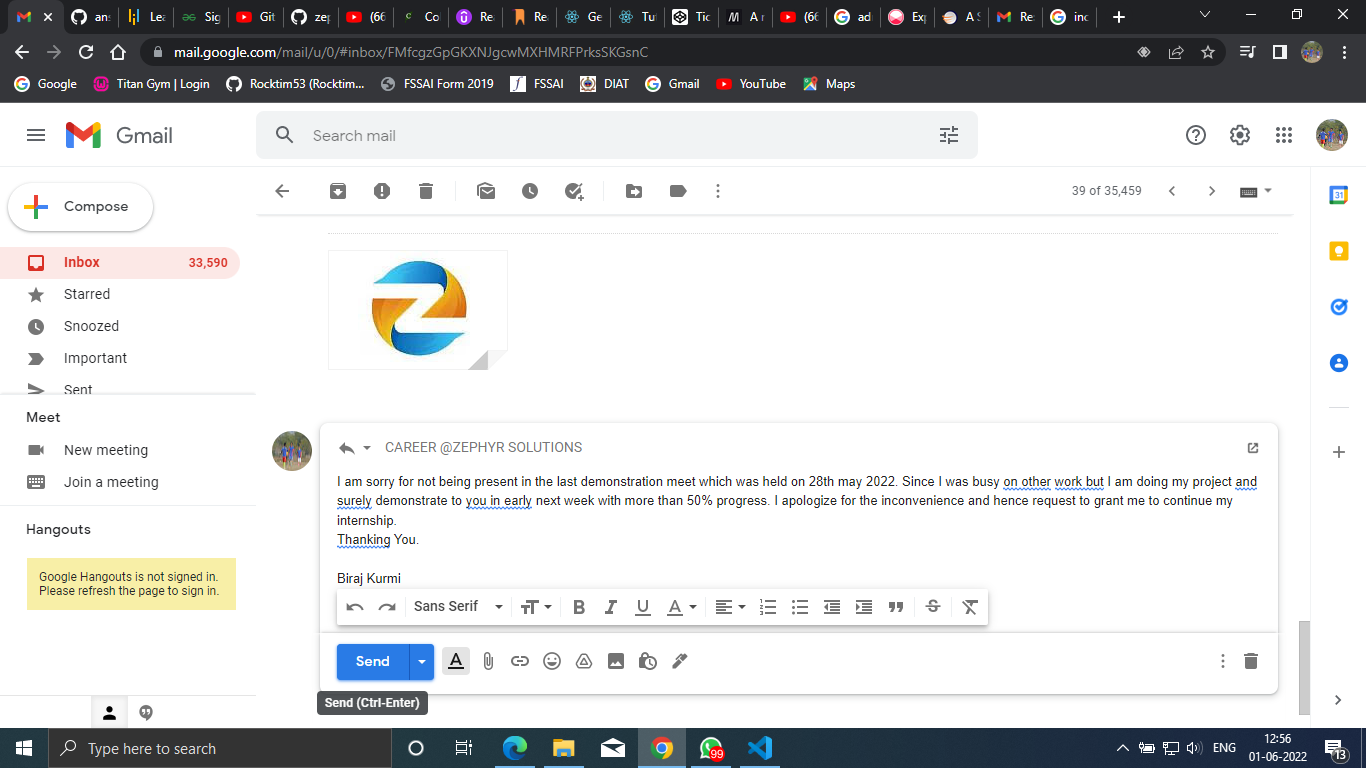 ans
Lea
Sig
Git
zep
(66
Co
Re
Re
Ge
Tu
Tic
A r
(66
ad
Exp
A S
Re
inc
mail.google.com/mail/u/0/#inbox/FMfcgzGpGKXNJgcwMXHMRFPrksSKGsnC
Google
Titan Gym | Login
Rocktim53 (Rocktim...
FSSAI Form 2019
FSSAI
DIAT
Gmail
YouTube
Maps
Gmail
Search mail
Compose
39 of 35,459
Inbox 33,590
Starred
Snoozed
Important
Sent
Meet
New meeting
Join a meeting
Hangouts
Google Hangouts is not signed in.
Please refresh the page to sign in.
CAREER @ZEPHYR SOLUTIONS
I am sorry for not being present in the last demonstration meet which was held on 28th may 2022. Since I was busy on other work but I am doing my project and
surely demonstrate to you in early next week with more than 50% progress. I apologize for the inconvenience and hence request to grant me to continue my
internship.
Thanking You.
Biraj Kurmi
Sans Serif
Send
Send (Ctrl-Enter)
Type here to search
99
ENG
12:56
01-06-2022
13